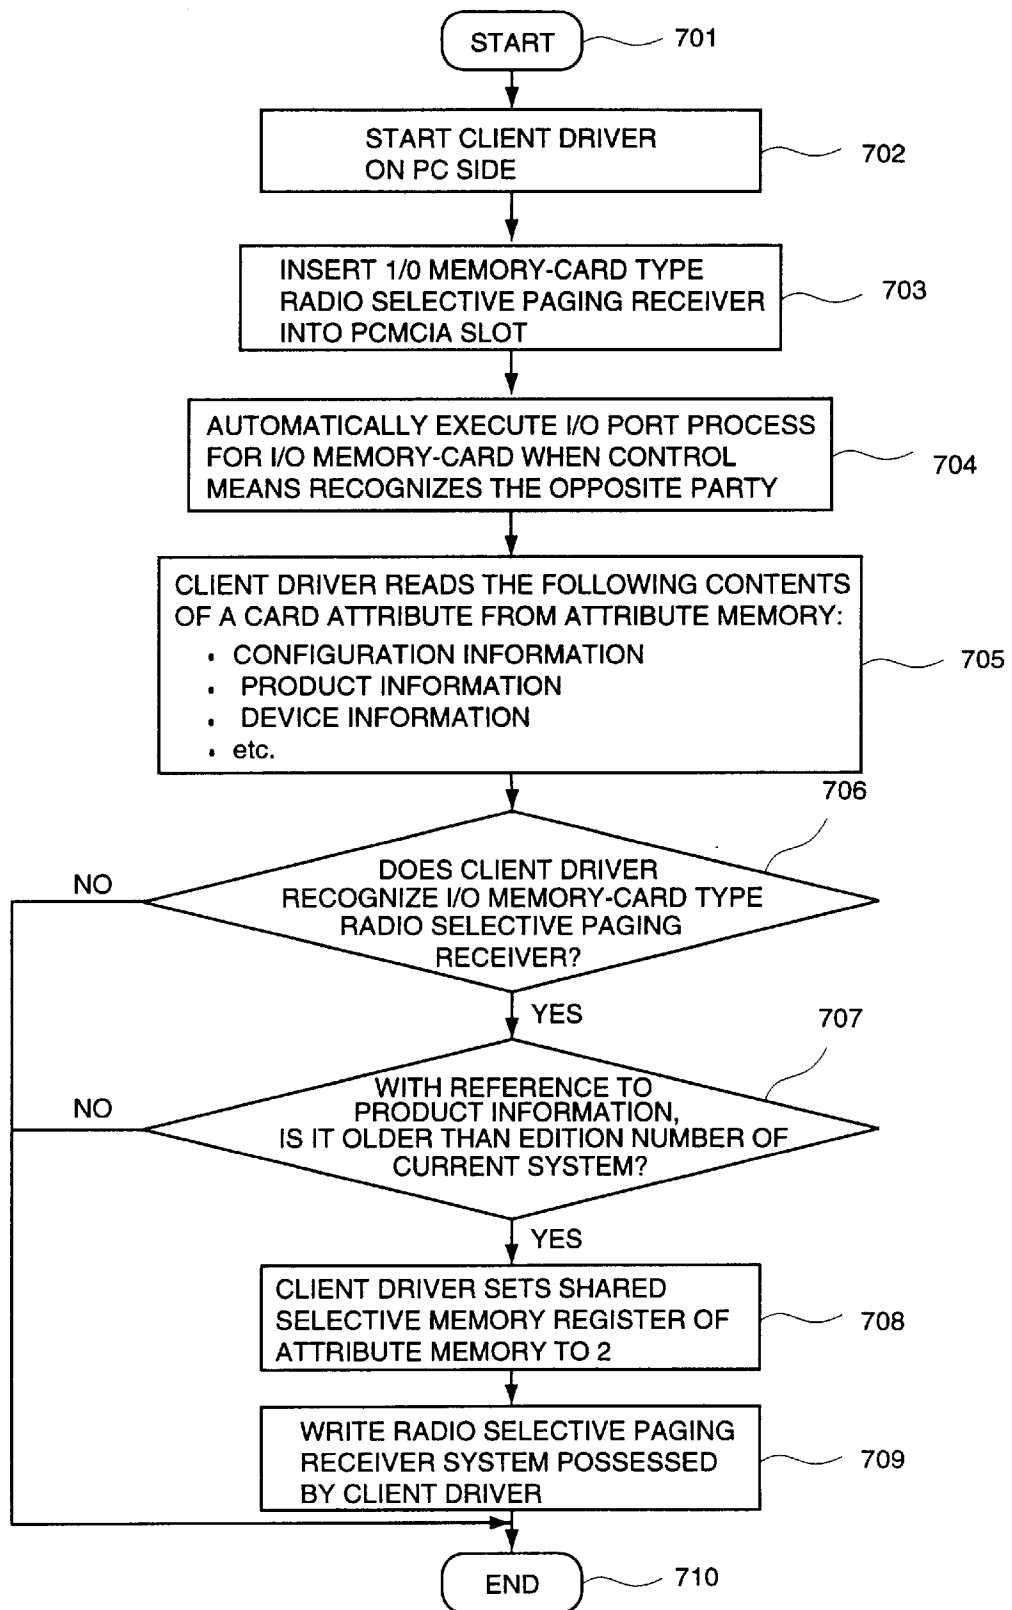 START
701
START CLIENT DRIVER
ON PC SIDE
702
INSERT 1/0 MEMORY-CARD TYPE
RADIO SELECTIVE PAGING RECEIVER
INTO PCMCIA SLOT
703
AUTOMATICALLY EXECUTE I/O PORT PROCESS
FOR I/O MEMORY-CARD WHEN CONTROL
MEANS RECOGNIZES THE OPPOSITE PARTY
704
CLIENT DRIVER READS THE FOLLOWING CONTENTS
OF A CARD ATTRIBUTE FROM ATTRIBUTE MEMORY:
• CONFIGURATION INFORMATION
• PRODUCT INFORMATION
• DEVICE INFORMATION
• etc.
705
706
DOES CLIENT DRIVER
RECOGNIZE I/O MEMORY-CARD TYPE
RADIO SELECTIVE PAGING
RECEIVER?
NO
YES
707
WITH REFERENCE TO
PRODUCT INFORMATION,
IS IT OLDER THAN EDITION NUMBER OF
CURRENT SYSTEM?
NO
YES
CLIENT DRIVER SETS SHARED
SELECTIVE MEMORY REGISTER OF
ATTRIBUTE MEMORY TO 2
708
WRITE RADIO SELECTIVE PAGING
RECEIVER SYSTEM POSSESSED
BY CLIENT DRIVER
709
END
710